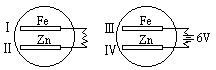 I Fe
II Zn
III Fe
IV Zn
6V